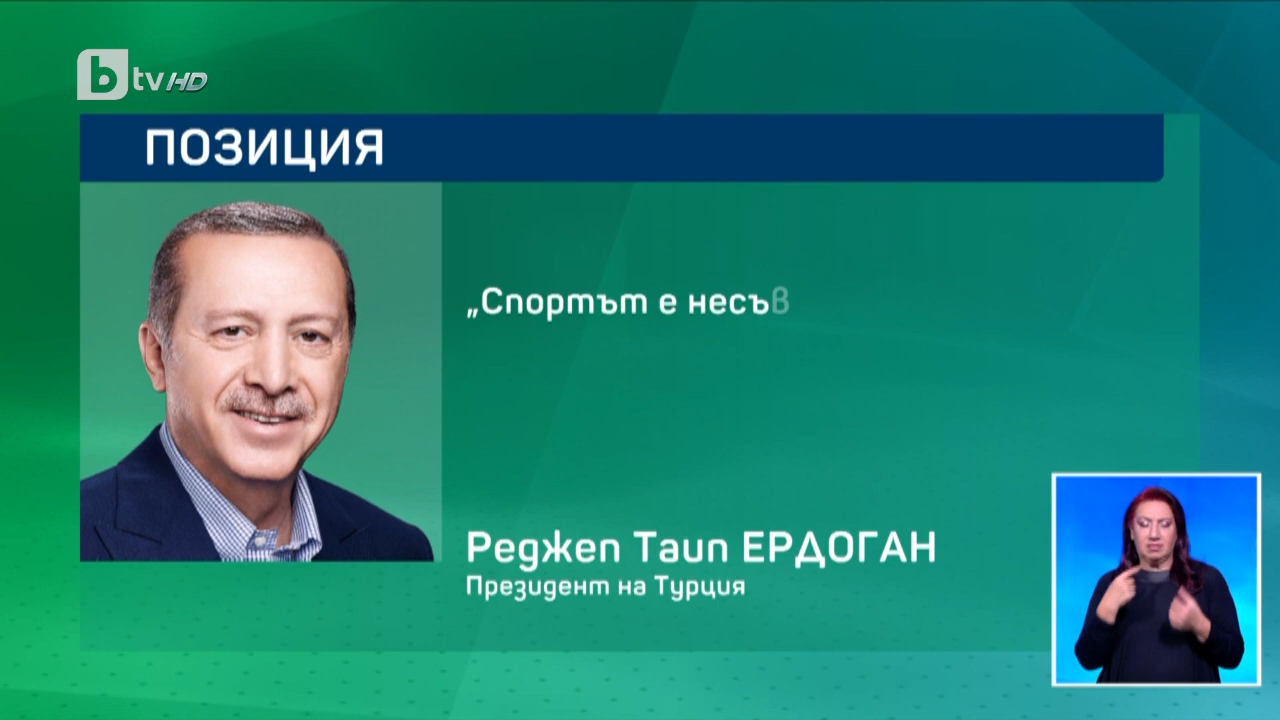 btv HD
ПОЗИЦИЯ
„Спортът е несъв
Реджеп Таип ЕРДОГАН
Президент на Турция